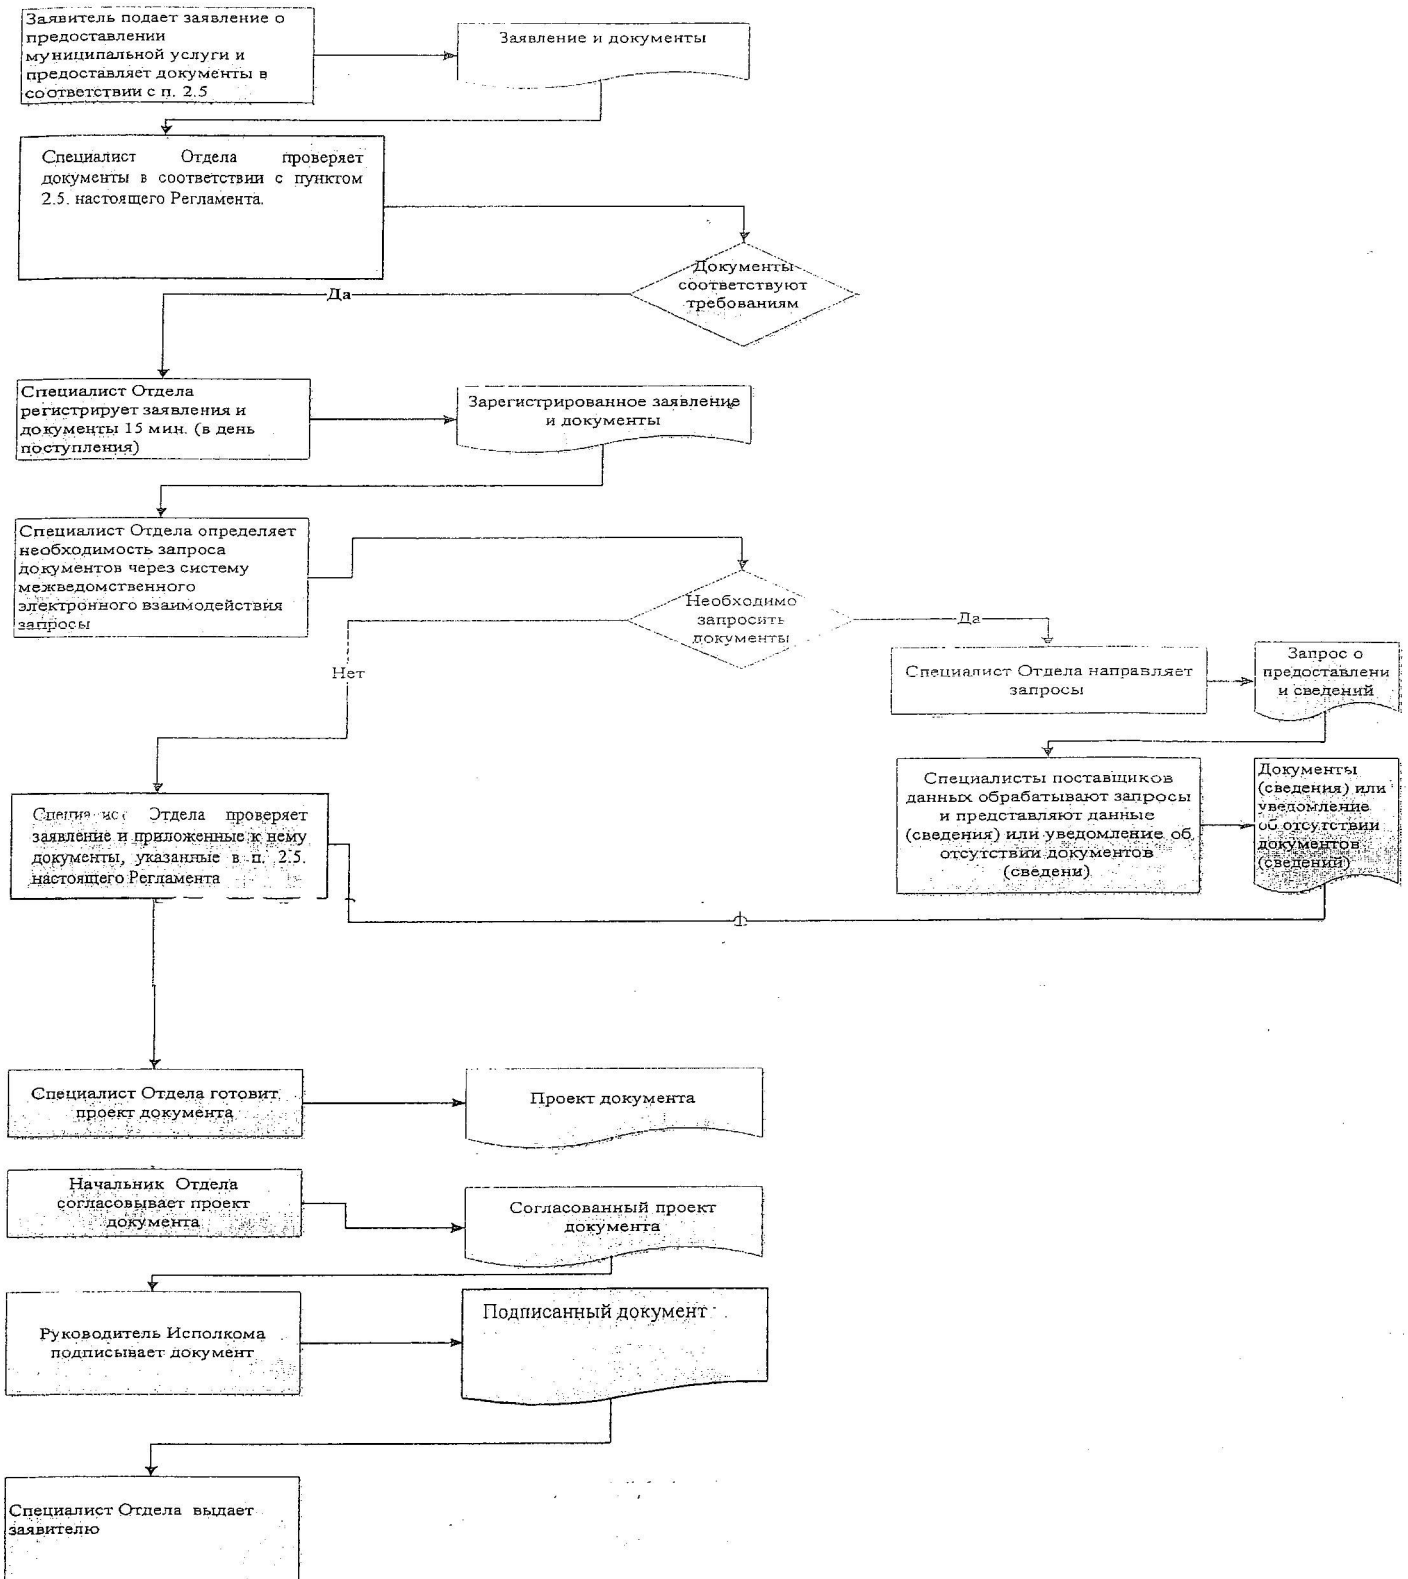 Заявитель подает заявление о
предоставлении
муниципальной услуги и
предоставляет документы в
соответствии с п. 2.5
Заявление и документы
Специалист Отдела проверяет
документы в соответствии с пунктом
2.5. настоящего Регламента.
Документы
соответствуют
требованиям
Да
Специалист Отдела
регистрирует заявления и
документы 15 мин. (в день
поступления)
Зарегистрированное заявление
и документы
Специалист Отдела определяет
необходимость запроса
документов через систему
межведомственного
электронного взаимодействия
запросы
Необходимо
запросить
документы
Да
Нет
Специалист Отдела направляет
запросы
Запрос о
предоставлени
и сведений
Специалисты поставщиков
данных обрабатывают запросы
и представляют данные
(сведения) или уведомление об
отсутствии документов
(сведени)
Документы
(сведения) или
уведомление
об отсутствии
документов
(сведений)
Отдела проверяет
заявление и приложенные к нему
документы, указанные в п. 2.5.
настоящего Регламента
Специалист Отдела готовит
проект документа
Проект документа
Начальник Отдела
согласовывает проект
документа
Согласованный проект
документа
Руководитель Исполкома
подписывает документ
Подписанный документ
Специалист Отдела выдает
заявителю